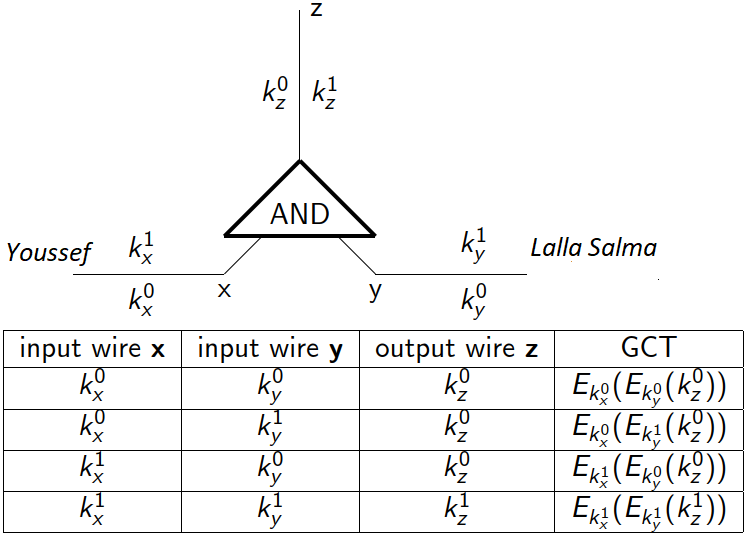 z
k_z^0 k_z^1
AND
Youssef k_x^1 k_y^1 Lalla Salma
k_x^0 x y k_y^0
input wire x input wire y output wire z GCT
k_x^0 k_y^0 k_z^0 E_{k_x^0}(E_{k_y^0}(k_z^0))
k_x^0 k_y^1 k_z^0 E_{k_x^0}(E_{k_y^1}(k_z^0))
k_x^1 k_y^0 k_z^0 E_{k_x^1}(E_{k_y^0}(k_z^0))
k_x^1 k_y^1 k_z^1 E_{k_x^1}(E_{k_y^1}(k_z^1))